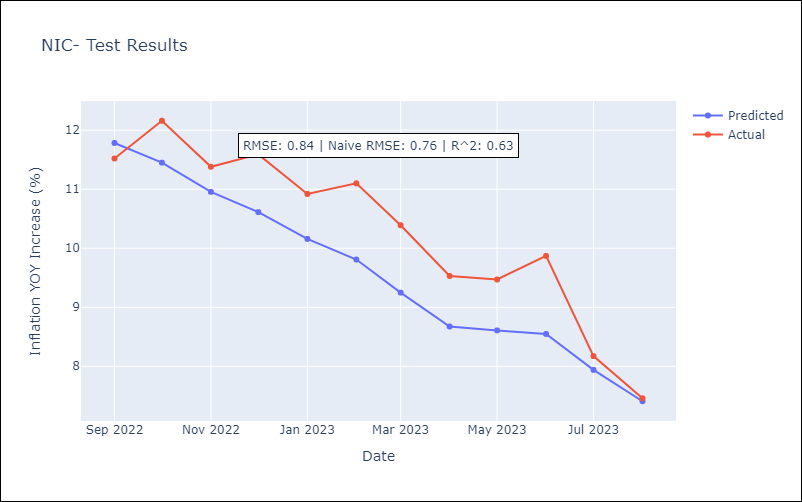 NIC- Test Results
Predicted
Actual
RMSE: 0.84 | Naive RMSE: 0.76 | R^2: 0.63
Inflation YOY Increase (%)
12
11
10
9
8
Sep 2022
Nov 2022
Jan 2023
Mar 2023
May 2023
Jul 2023
Date